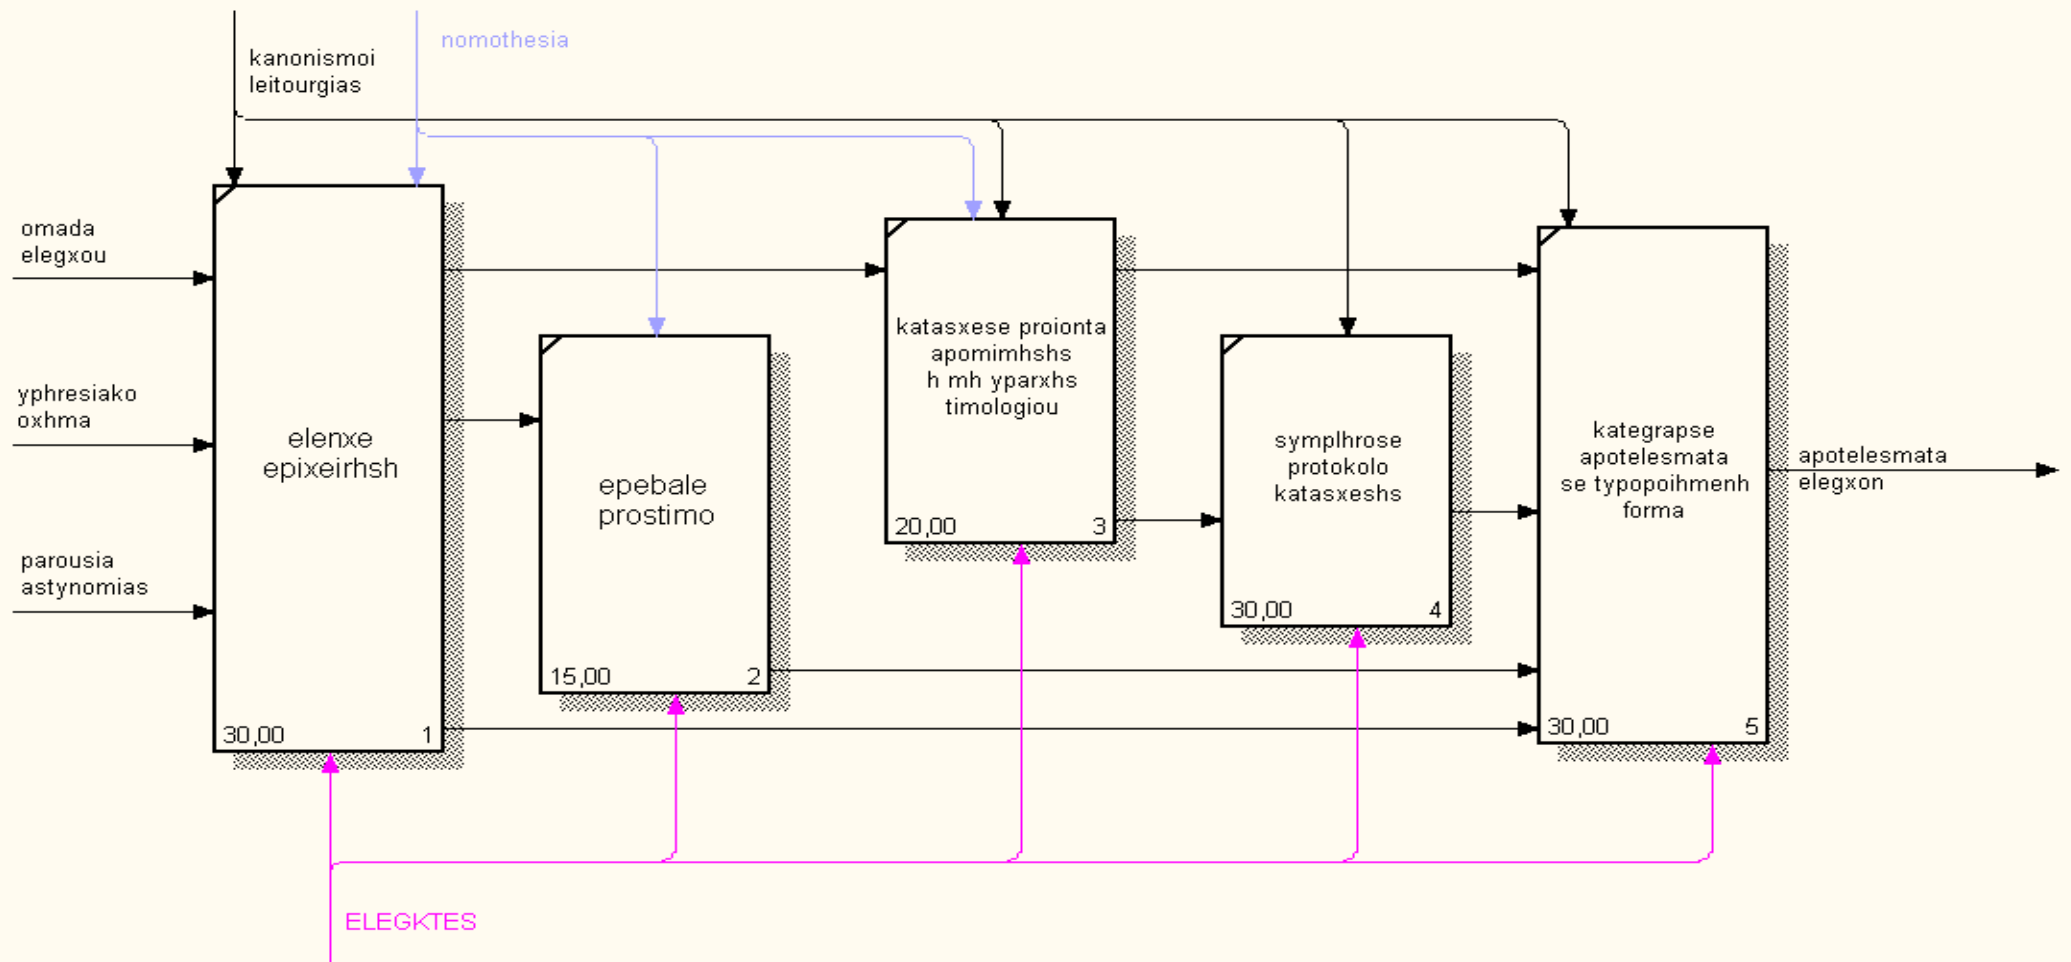 kanonismoi
leitourgias
nomothesia
omada
elegxou
yphresiako
oxhma
parousia
astynomias
elenxe
epixeirhsh
30,00 1
epebale
prostimo
15,00 2
katasxese proionta
apomimhshs
h mh yparxhs
timologiou
20,00 3
symplhrose
protokolo
katasxeshs
30,00 4
kategrapse
apotelesmata
se typopoihmenh
forma
30,00 5
apotelesmata
elegxon
ELEGKTES